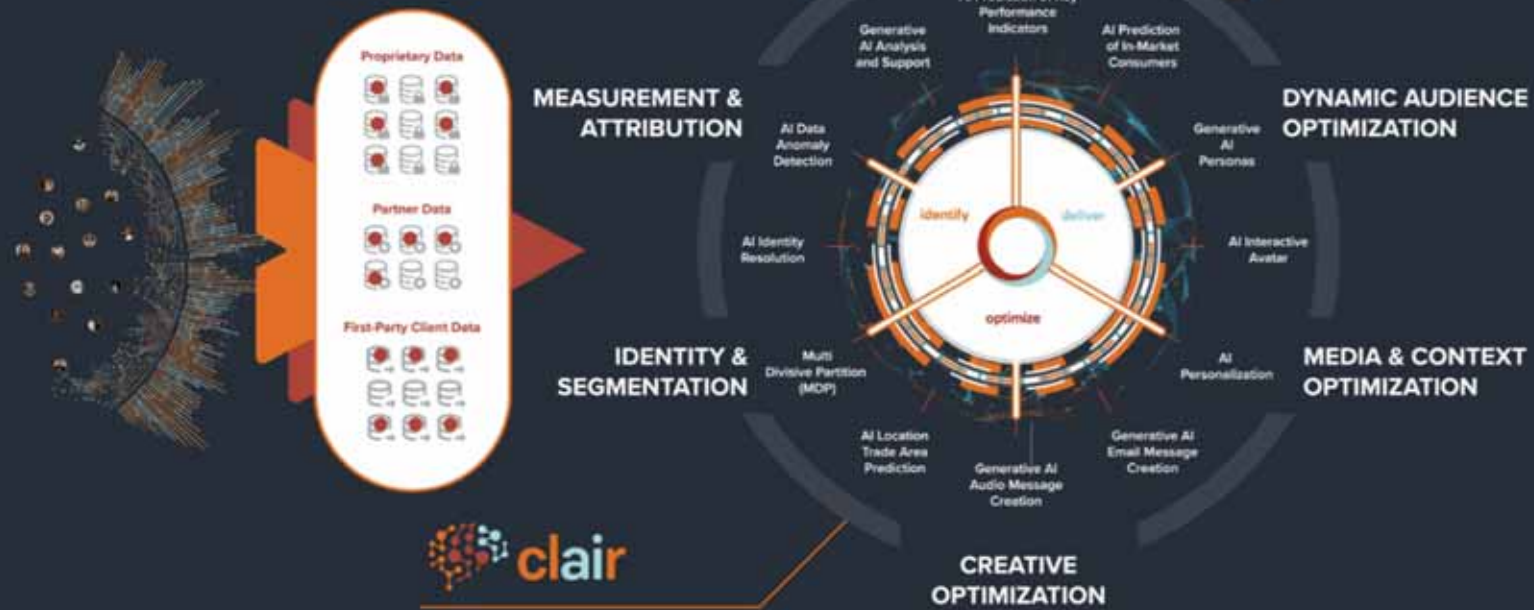 Proprietary Data
Partner Data
First-Party Client Data
MEASUREMENT &
ATTRIBUTION
IDENTITY &
SEGMENTATION
Performance
Indicators
Generative
AI Analysis
and Support
AI Prediction
of In-Market
Consumers
AI Data
Anomaly
Detection
Generative
AI
Personas
AI Identity
Resolution
AI Interactive
Avatar
Multi
Divisive Partition
(MDP)
AI
Personalization
AI Location
Trade Area
Prediction
Generative AI
Audio Message
Creation
Generative AI
Email Message
Creation
identify
deliver
optimize
DYNAMIC AUDIENCE
OPTIMIZATION
MEDIA & CONTEXT
OPTIMIZATION
clair
CREATIVE
OPTIMIZATION